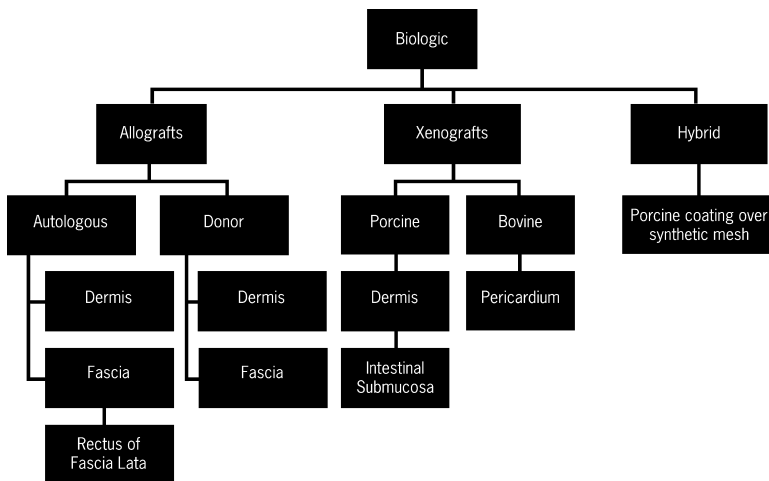 Biologic
Allografts
Xenografts
Hybrid
Autologous
Donor
Porcine
Bovine
Porcine coating over
synthetic mesh
Dermis
Dermis
Dermis
Pericardium
Fascia
Fascia
Intestinal
Submucosa
Rectus of
Fascia Lata